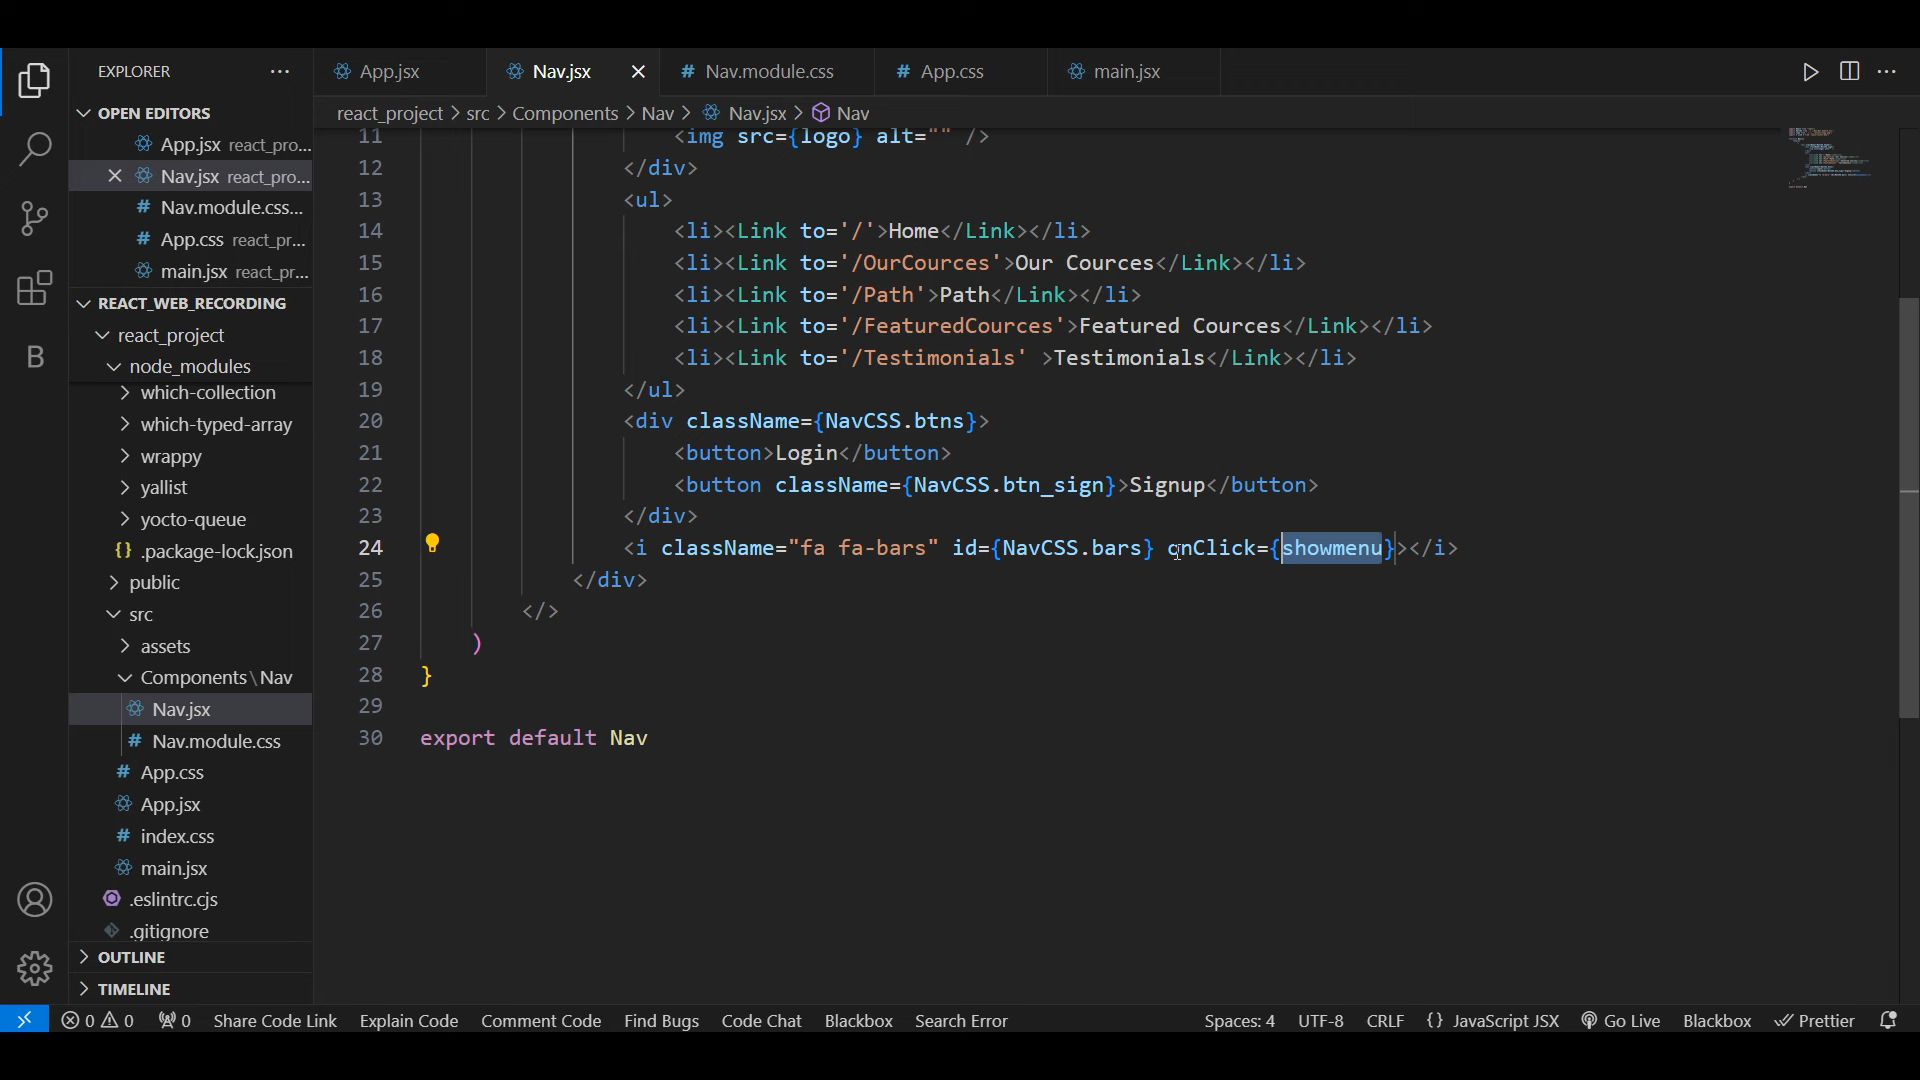 EXPLORER
OPEN EDITORS
App.jsx react_pro...
Nav.jsx react_pro...
Nav.module.css...
App.css react_pr...
main.jsx react_pr...
REACT_WEB_RECORDING
react_project
node_modules
which-collection
which-typed-array
wrappy
yallist
yocto-queue
.package-lock.json
public
src
assets
Components\Nav
Nav.jsx
Nav.module.css
App.css
App.jsx
index.css
main.jsx
.eslintrc.cjs
.gitignore
OUTLINE
TIMELINE
App.jsx Nav.jsx Nav.module.css App.css main.jsx
react_project > src > Components > Nav > Nav.jsx > Nav
11 <img src={logo} alt="" />
12 </div>
13 <ul>
14 <li><Link to='/'>Home</Link></li>
15 <li><Link to='/OurCources'>Our Cources</Link></li>
16 <li><Link to='/Path'>Path</Link></li>
17 <li><Link to='/FeaturedCources'>Featured Cources</Link></li>
18 <li><Link to='/Testimonials' >Testimonials</Link></li>
19 </ul>
20 <div className={NavCSS.btns}>
21 <button>Login</button>
22 <button className={NavCSS.btn_sign}>Signup</button>
23 </div>
24 <i className="fa fa-bars" id={NavCSS.bars} onClick={showmenu}></i>
25 </div>
26 </>
27 )
28 }
29
30 export default Nav
0 0 0 Share Code Link Explain Code Comment Code Find Bugs Code Chat Blackbox Search Error Spaces: 4 UTF-8 CRLF {} JavaScript JSX Go Live Blackbox Prettier